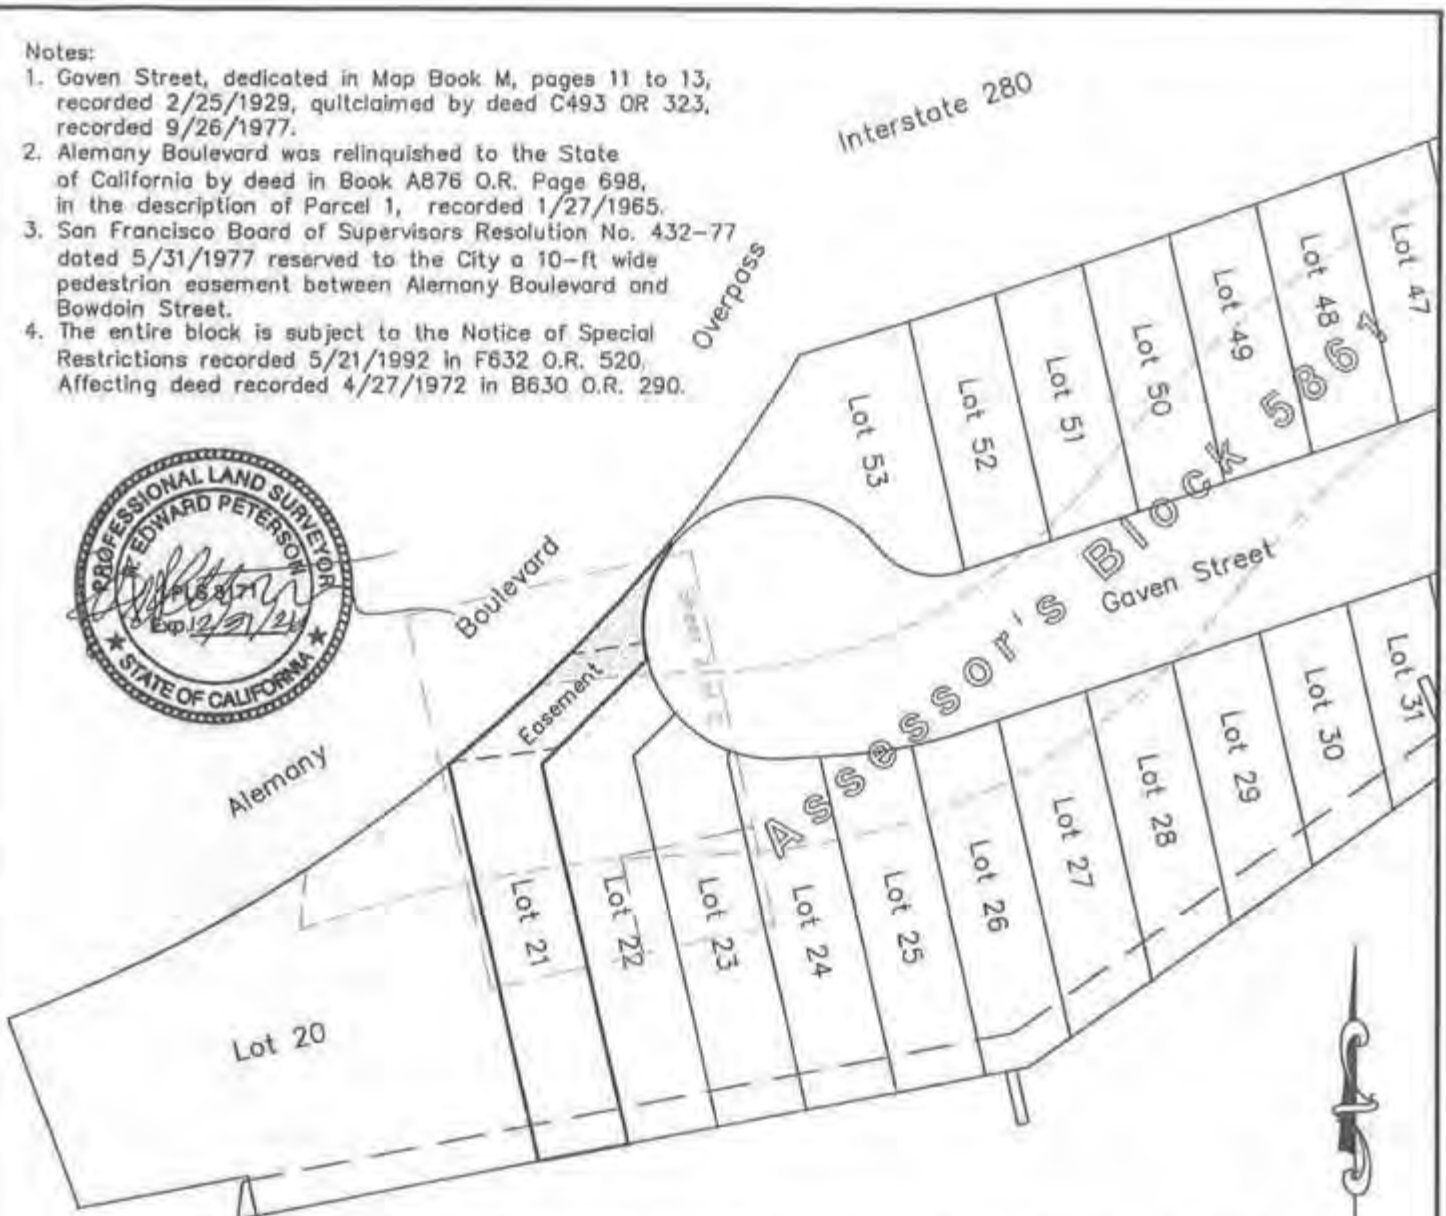 Notes:
1. Gaven Street, dedicated in Map Book M, pages 11 to 13,
recorded 2/25/1929, quitclaimed by deed C493 OR 323,
recorded 9/26/1977.
2. Alemany Boulevard was relinquished to the State
of California by deed in Book A876 O.R. Page 698,
in the description of Parcel 1, recorded 1/27/1965.
3. San Francisco Board of Supervisors Resolution No. 432-77
dated 5/31/1977 reserved to the City a 10-ft wide
pedestrian easement between Alemany Boulevard and
Bowdoin Street.
4. The entire block is subject to the Notice of Special
Restrictions recorded 5/21/1992 in F632 O.R. 520,
Affecting deed recorded 4/27/1972 in B630 O.R. 290.
Interstate 280
Overpass
PROFESSIONAL LAND SURVEYOR
EDWARD PETERSON
Exp.
STATE OF CALIFORNIA
Alemany
Boulevard
Easement
Gaven Street
Assessor's Block 5861
Lot 53
Lot 52
Lot 51
Lot 50
Lot 49
Lot 48
Lot 47
Lot 20
Lot 21
Lot 22
Lot 23
Lot 24
Lot 25
Lot 26
Lot 27
Lot 28
Lot 29
Lot 30
Lot 31